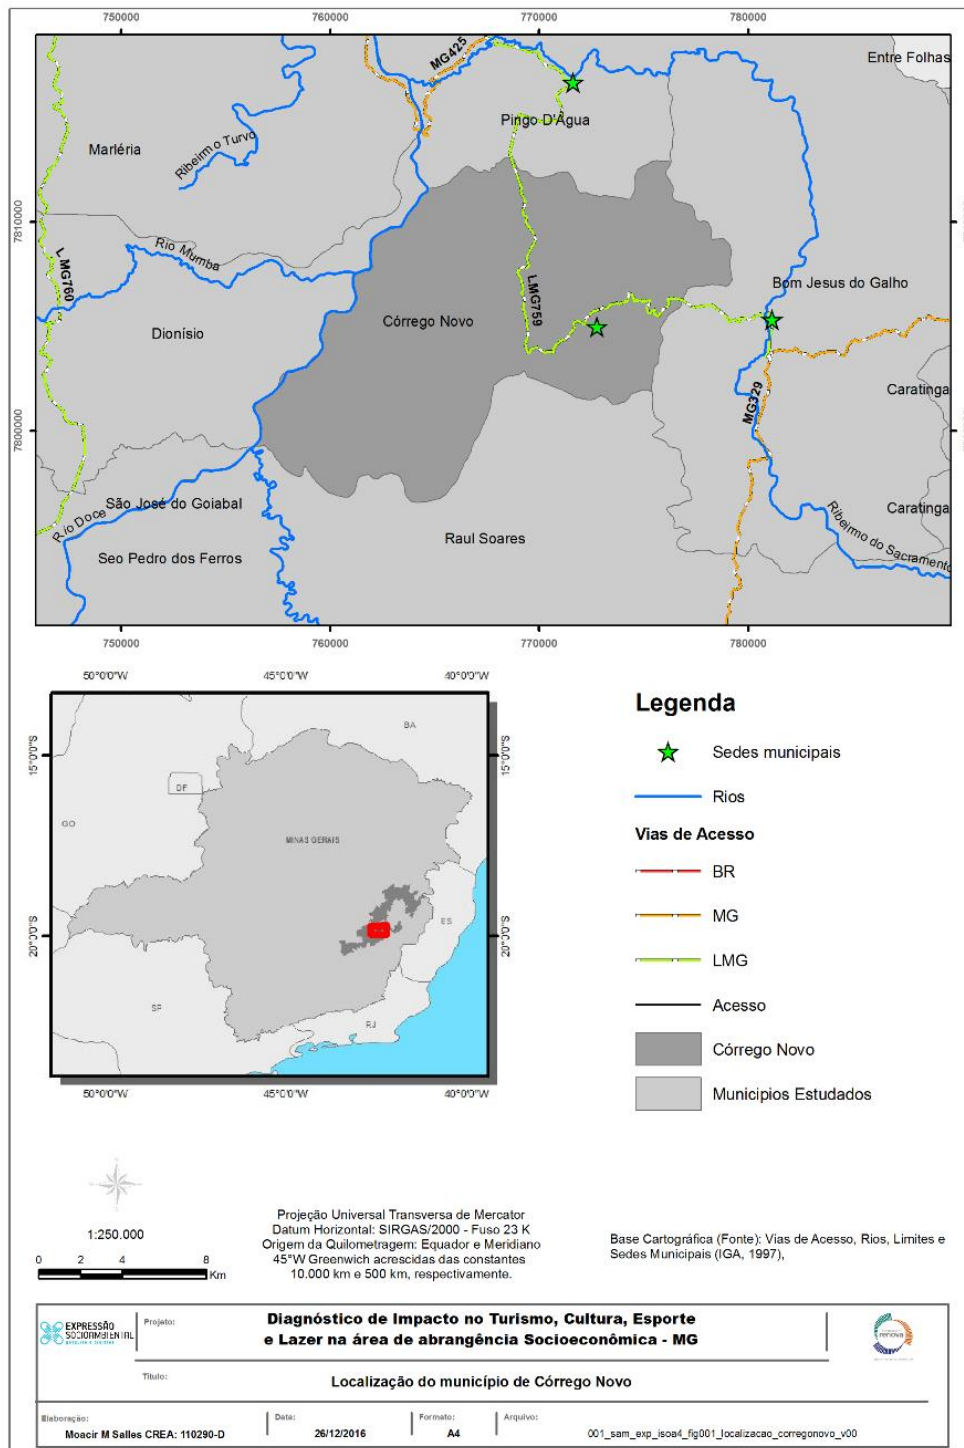 750000 760000 770000 780000
MG425
Entre Folhas
Pingo D'Água
Marléria
Ribeirmo Turvo
7810000
Rio Mumba
LMG760
LMG759
Bom Jesus do Galho
Dionísio
Córrego Novo
MG329
Caratinga
7800000
São José do Goiabal
Rio Doce
Caratinga
Ribeirmo do Sacramento
Raul Soares
Seo Pedro dos Ferros
750000 760000 770000 780000
50°0'0"W 45°0'0"W 40°0'0"W
BA
15°0'0"S 15°0'0"S
DF
GO
MINAS GERAIS
ES
20°0'0"S 20°0'0"S
SP
RJ
50°0'0"W 45°0'0"W 40°0'0"W
Legenda
Sedes municipais
Rios
Vias de Acesso
BR
MG
LMG
Acesso
Córrego Novo
Municipios Estudados
1:250.000
0 2 4 8
Km
Projeção Universal Transversa de Mercator
Datum Horizontal: SIRGAS/2000 - Fuso 23 K
Origem da Quilometragem: Equador e Meridiano
45°W Greenwich acrescidas das constantes
10.000 km e 500 km, respectivamente.
Base Cartográfica (Fonte): Vias de Acesso, Rios, Limites e
Sedes Municipais (IGA, 1997),
EXPRESSÃO
SOCIOAMBIENTAL
Projeto:
Diagnóstico de Impacto no Turismo, Cultura, Esporte
e Lazer na área de abrangência Socioeconômica - MG
renova
Título:
Localização do município de Córrego Novo
Elaboração:
Moacir M Salles CREA: 110290-D
Data:
26/12/2016
Formato:
A4
Arquivo:
001_sam_exp_isoa4_fig001_localizacao_corregonovo_v00